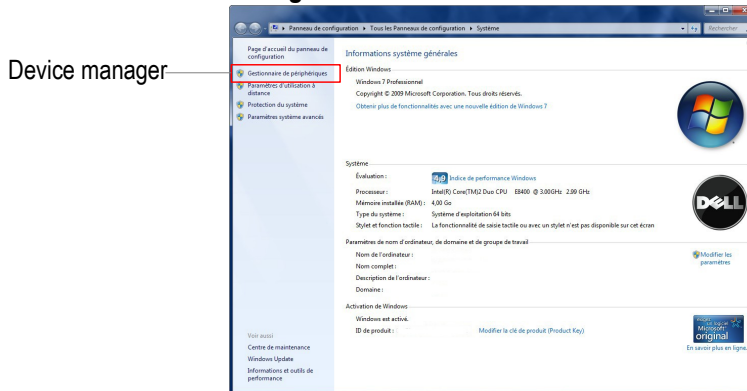 Panneau de configuration ▸ Tous les Panneaux de configuration ▸ Système
Rechercher
Device manager
Page d'accueil du panneau de
configuration
Gestionnaire de périphériques
Paramètres d'utilisation à
distance
Protection du système
Paramètres système avancés
Voir aussi
Centre de maintenance
Windows Update
Informations et outils de
performance
Informations système générales
Édition Windows
Windows 7 Professionnel
Copyright © 2009 Microsoft Corporation. Tous droits réservés.
Obtenir plus de fonctionnalités avec une nouvelle édition de Windows 7
Système
Évaluation :
4,9 Indice de performance Windows
Processeur : Intel(R) Core(TM)2 Duo CPU E8400 @ 3.00GHz 2.99 GHz
Mémoire installée (RAM) : 4,00 Go
Type du système : Système d'exploitation 64 bits
Stylet et fonction tactile : La fonctionnalité de saisie tactile ou avec un stylet n'est pas disponible sur cet écran
DELL
Paramètres de nom d'ordinateur, de domaine et de groupe de travail
Nom de l'ordinateur :
Modifier les
paramètres
Nom complet :
Description de l'ordinateur :
Domaine :
Activation de Windows
Windows est activé.
ID de produit : Modifier la clé de produit (Product Key)
Microsoft
original
En savoir plus en ligne